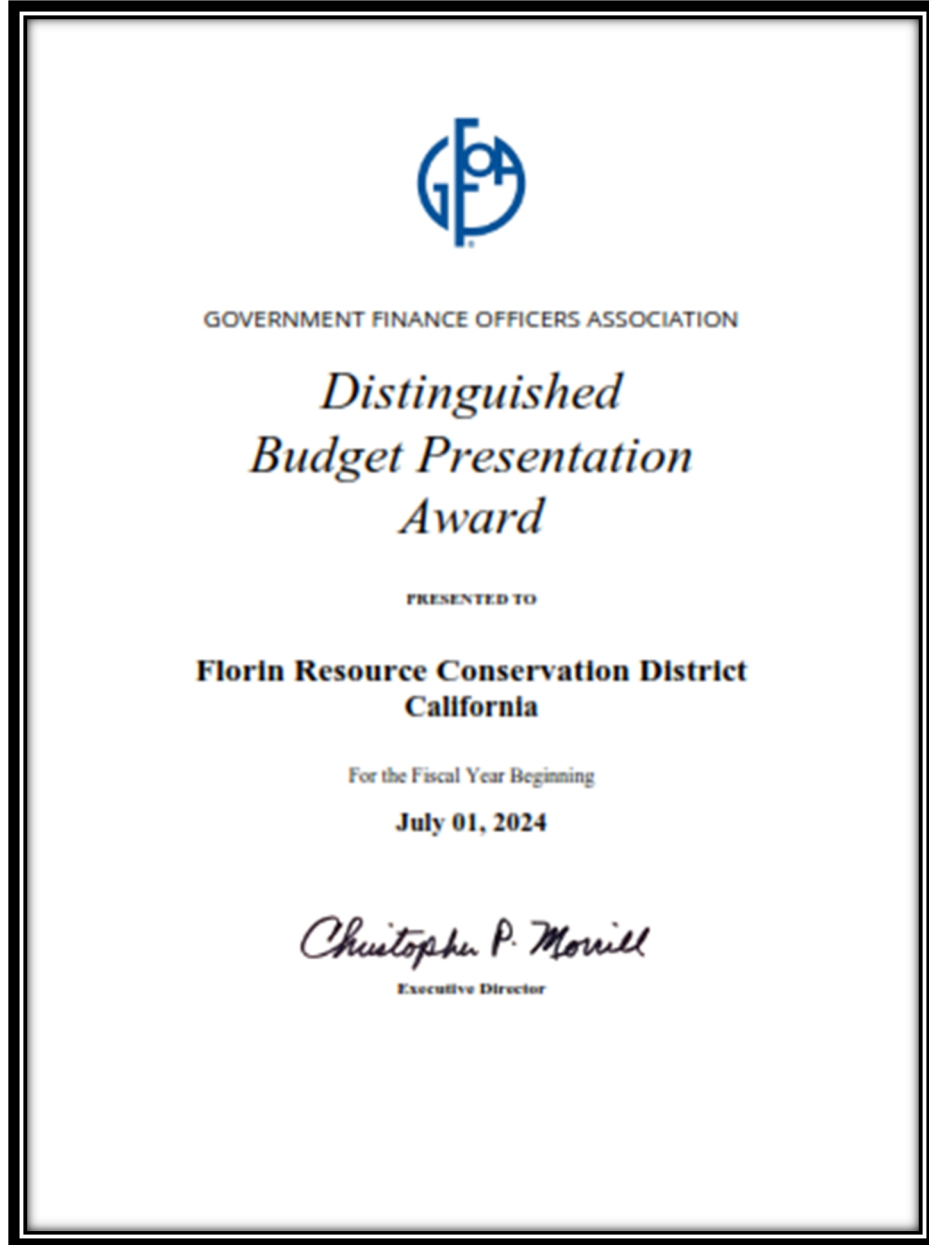 GFOA
GOVERNMENT FINANCE OFFICERS ASSOCIATION
Distinguished
Budget Presentation
Award
PRESENTED TO
Florin Resource Conservation District
California
For the Fiscal Year Beginning
July 01, 2024
Christopher P. Morrill
Executive Director